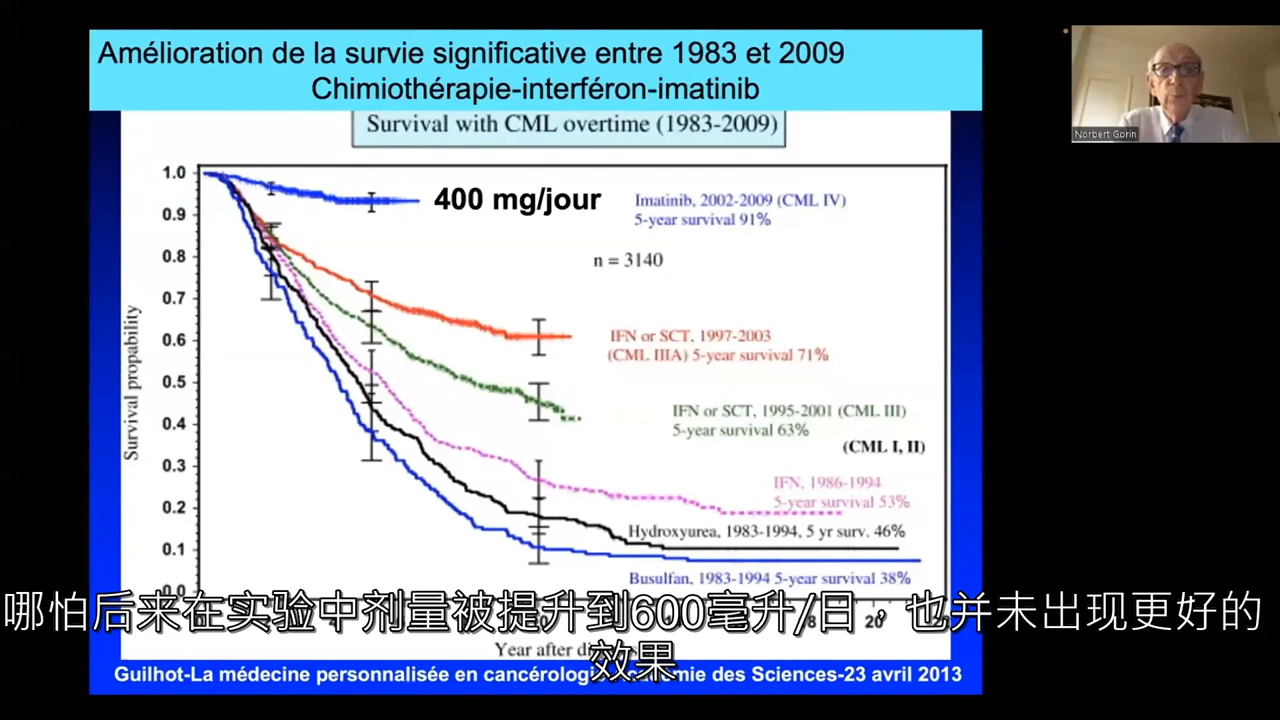 Amélioration de la survie significative entre 1983 et 2009
Chimiothérapie-interféron-imatinib
Survival with CML overtime (1983-2009)
Norbert Gorin
1.0
0.9
0.8
0.7
0.6
0.5
0.4
0.3
0.2
0.1
0.0
Survival propability
400 mg/jour
Imatinib, 2002-2009 (CML IV)
5-year survival 91%
n = 3140
IFN or SCT, 1997-2003
(CML IIIA) 5-year survival 71%
IFN or SCT, 1995-2001 (CML III)
5-year survival 63%
(CML I, II)
IFN, 1986-1994
5-year survival 53%
Hydroxyurea, 1983-1994, 5 yr surv. 46%
Busulfan, 1983-1994 5-year survival 38%
哪怕后来在实验中剂量被提升到600毫升/日 也并未出现更好的
效果
Year after
Guilhot-La médecine personnalisée en cancérologie des Sciences-23 avril 2013